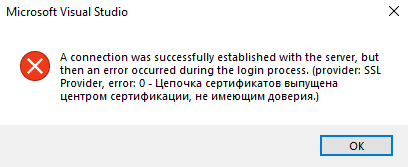 Microsoft Visual Studio
A connection was successfully established with the server, but
then an error occurred during the login process. (provider: SSL
Provider, error: 0 - Цепочка сертификатов выпущена
центром сертификации, не имеющим доверия.)
OK